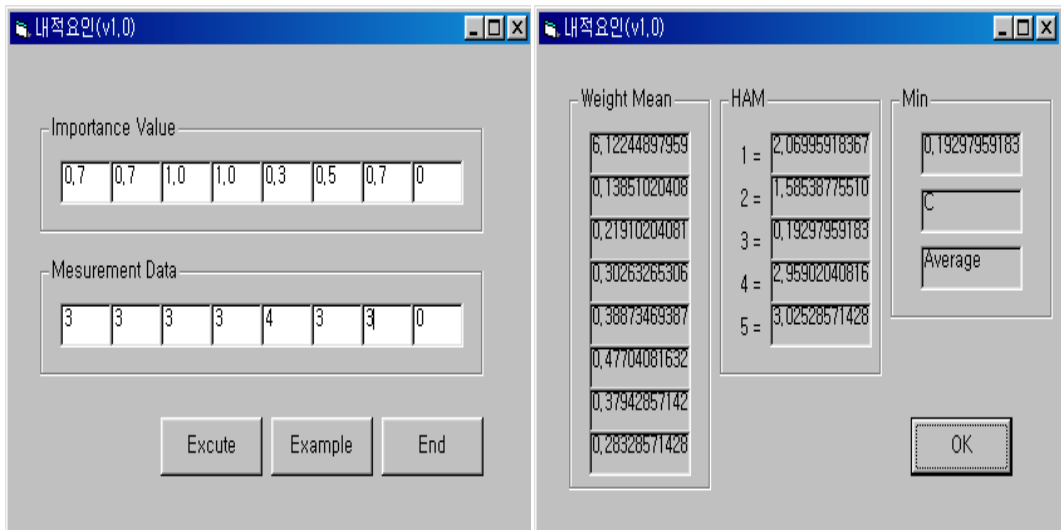 내적요인(v1,0)
Importance Value
0,7 0,7 1,0 1,0 0,3 0,5 0,7 0
Mesurement Data
3 3 3 3 4 3 3 0
Excute Example End
내적요인(v1,0)
Weight Mean
6,12244897959
0,13851020408
0,21910204081
0,30263265306
0,38873469387
0,47704081632
0,37942857142
0,28328571428
HAM
1 = 2,06995918367
2 = 1,58538775510
3 = 0,19297959183
4 = 2,95902040816
5 = 3,02528571428
Min
0,19297959183
C
Average
OK